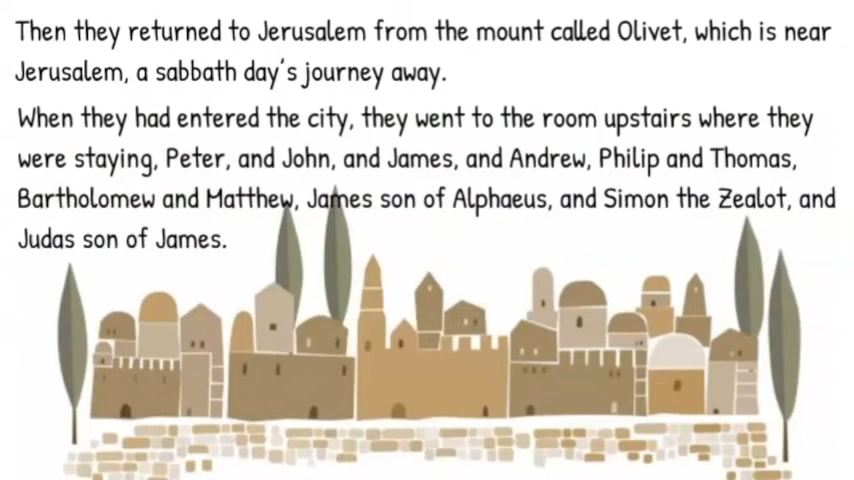 Then they returned to Jerusalem from the mount called Olivet, which is near
Jerusalem, a sabbath day's journey away.
When they had entered the city, they went to the room upstairs where they
were staying, Peter, and John, and James, and Andrew, Philip and Thomas,
Bartholomew and Matthew, James son of Alphaeus, and Simon the Zealot, and
Judas son of James.